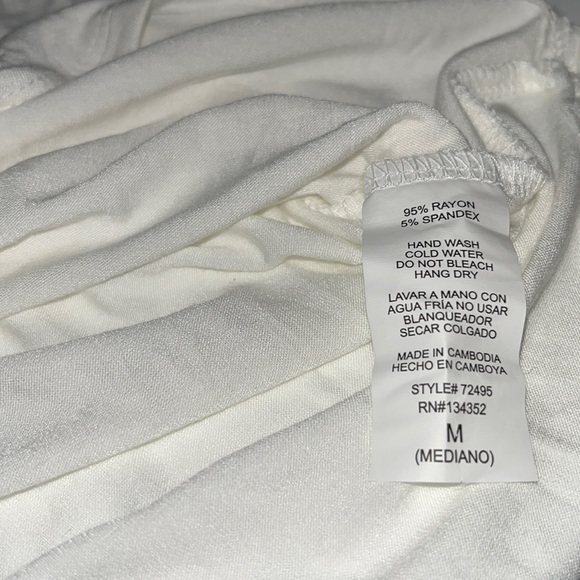 95% RAYON
5% SPANDEX
HAND WASH
COLD WATER
DO NOT BLEACH
HANG DRY
LAVAR A MANO CON
AGUA FRÍA NO USAR
BLANQUEADOR
SECAR COLGADO
MADE IN CAMBODIA
HECHO EN CAMBOYA
STYLE# 72495
RN#134352
M
(MEDIANO)